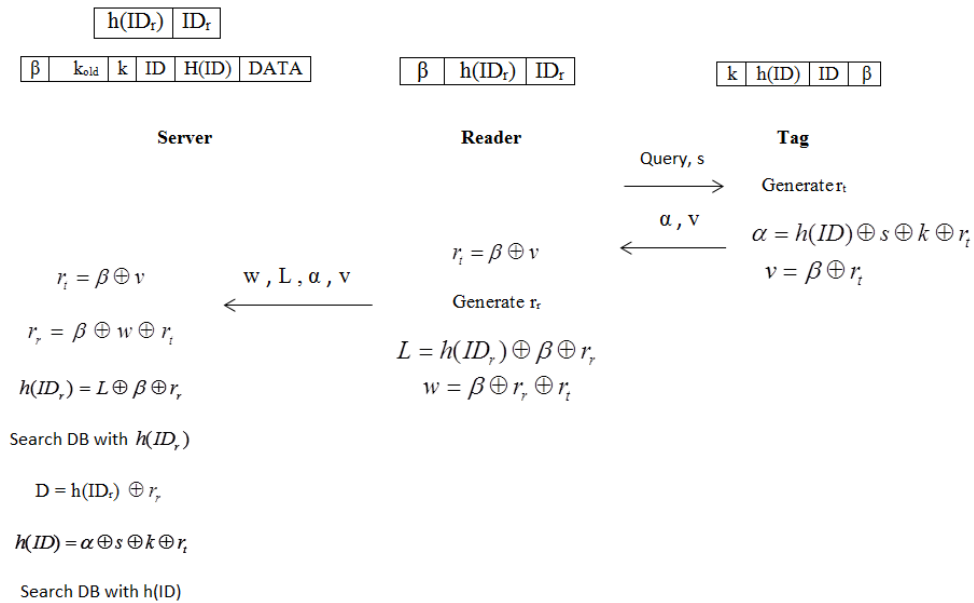 h(IDᵣ) IDᵣ
β k_old k ID H(ID) DATA
β h(IDᵣ) IDᵣ
k h(ID) ID β
Server Reader Tag
Query, s
Generate rₜ
α , v
α = h(ID) ⊕ s ⊕ k ⊕ rₜ
v = β ⊕ rₜ
rₜ = β ⊕ v
Generate rᵣ
L = h(IDᵣ) ⊕ β ⊕ rᵣ
w = β ⊕ rᵣ ⊕ rₜ
w , L , α , v
rₜ = β ⊕ v
rᵣ = β ⊕ w ⊕ rₜ
h(IDᵣ) = L ⊕ β ⊕ rᵣ
Search DB with h(IDᵣ)
D = h(IDᵣ) ⊕ rᵣ
h(ID) = α ⊕ s ⊕ k ⊕ rₜ
Search DB with h(ID)